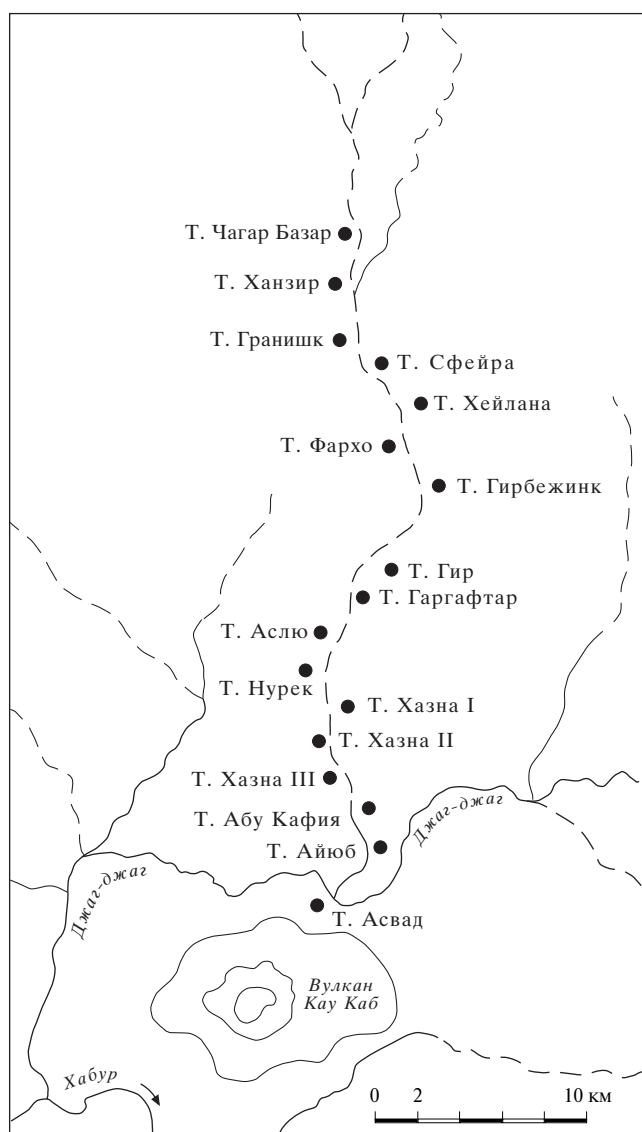 Т. Чагар Базар
Т. Ханзир
Т. Гранишк
Т. Сфейра
Т. Хейлана
Т. Фархо
Т. Гирбежинк
Т. Гир
Т. Гаргафтар
Т. Аслю
Т. Нурек
Т. Хазна I
Т. Хазна II
Т. Хазна III
Т. Абу Кафия
Джаг-джаг
Т. Айюб
Джаг-джаг
Т. Асвад
Вулкан
Кау Каб
Хабур
0 2 10 км